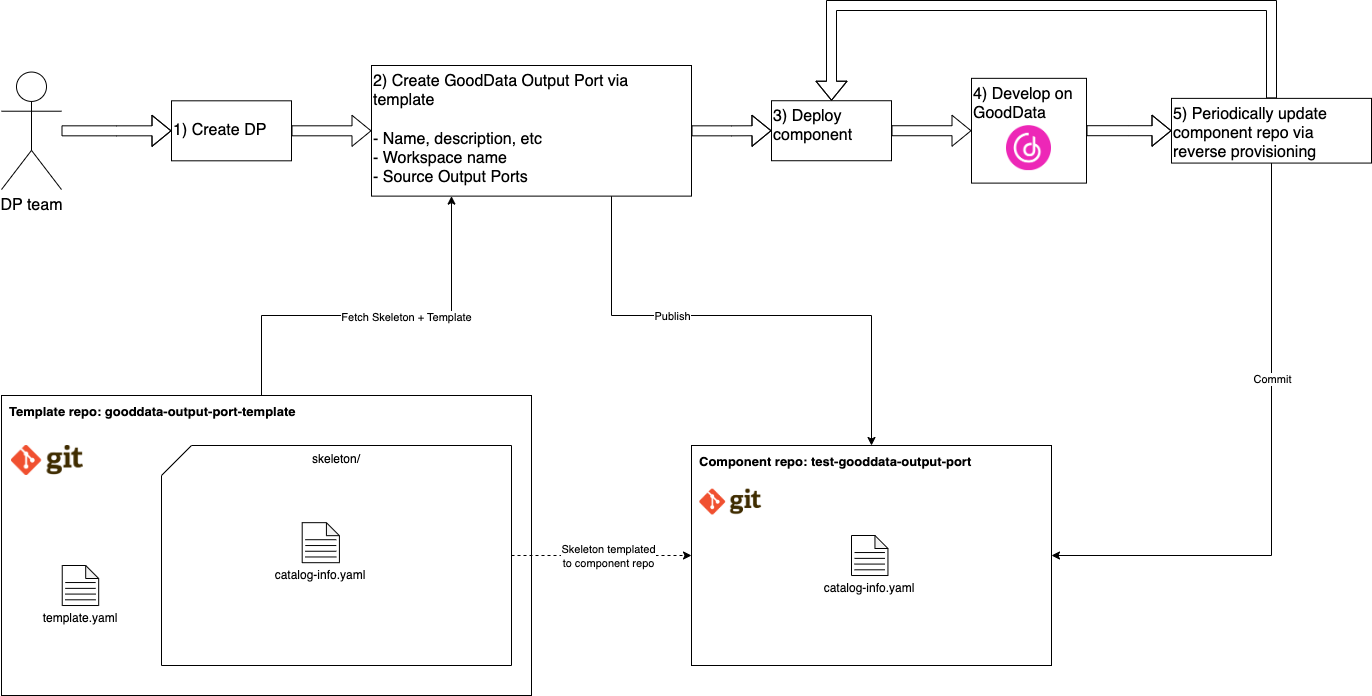 DP team
1) Create DP
2) Create GoodData Output Port via
template
- Name, description, etc
- Workspace name
- Source Output Ports
3) Deploy
component
4) Develop on
GoodData
5) Periodically update
component repo via
reverse provisioning
Fetch Skeleton + Template
Publish
Commit
Template repo: gooddata-output-port-template
git
skeleton/
catalog-info.yaml
template.yaml
Skeleton templated
to component repo
Component repo: test-gooddata-output-port
git
catalog-info.yaml